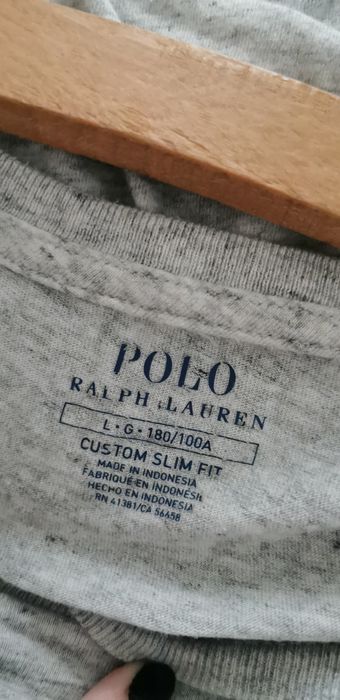 POLO
RALPH LAUREN
L • G • 180/100A
CUSTOM SLIM FIT
MADE IN INDONESIA
FABRIQUÉ EN INDONÉSIE
HECHO EN INDONESIA
RN 41381/CA 56458